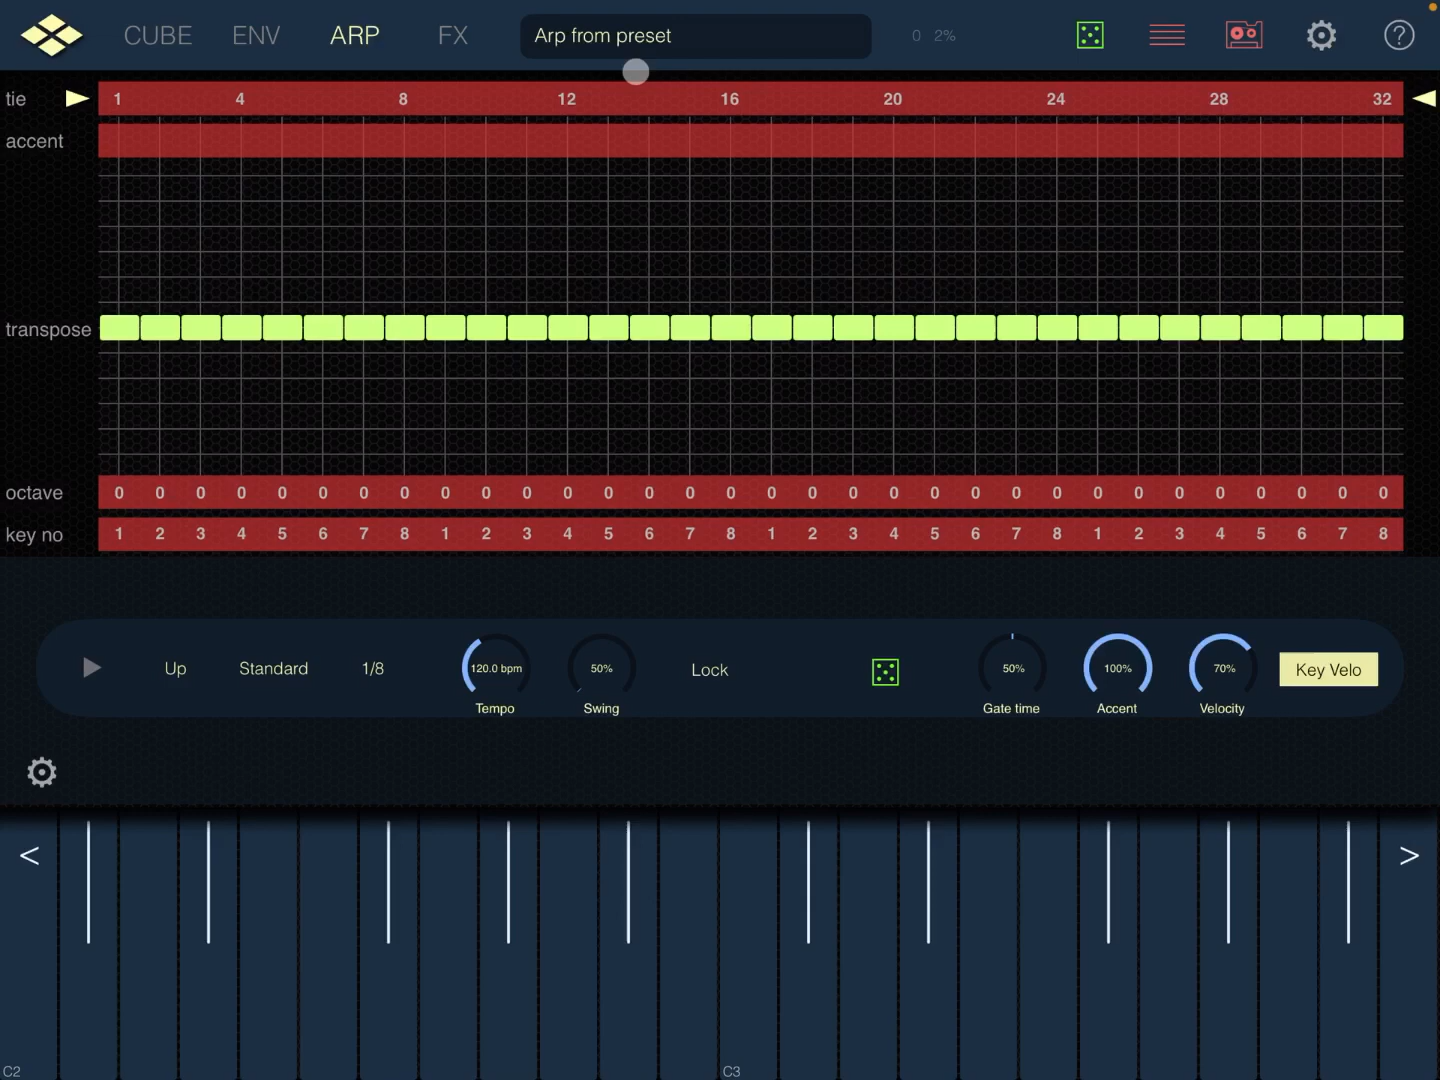 CUBE ENV ARP FX Arp from preset 0 2% ?
tie 1 4 8 12 16 20 24 28 32
accent
transpose
octave 0 0 0 0 0 0 0 0 0 0 0 0 0 0 0 0 0 0 0 0 0 0 0 0 0 0 0 0 0 0 0 0
key no 1 2 3 4 5 6 7 8 1 2 3 4 5 6 7 8 1 2 3 4 5 6 7 8 1 2 3 4 5 6 7 8
Up Standard 1/8 120.0 bpm 50% Lock 50% 100% 70% Key Velo
Tempo Swing Gate time Accent Velocity
< >
C2 C3